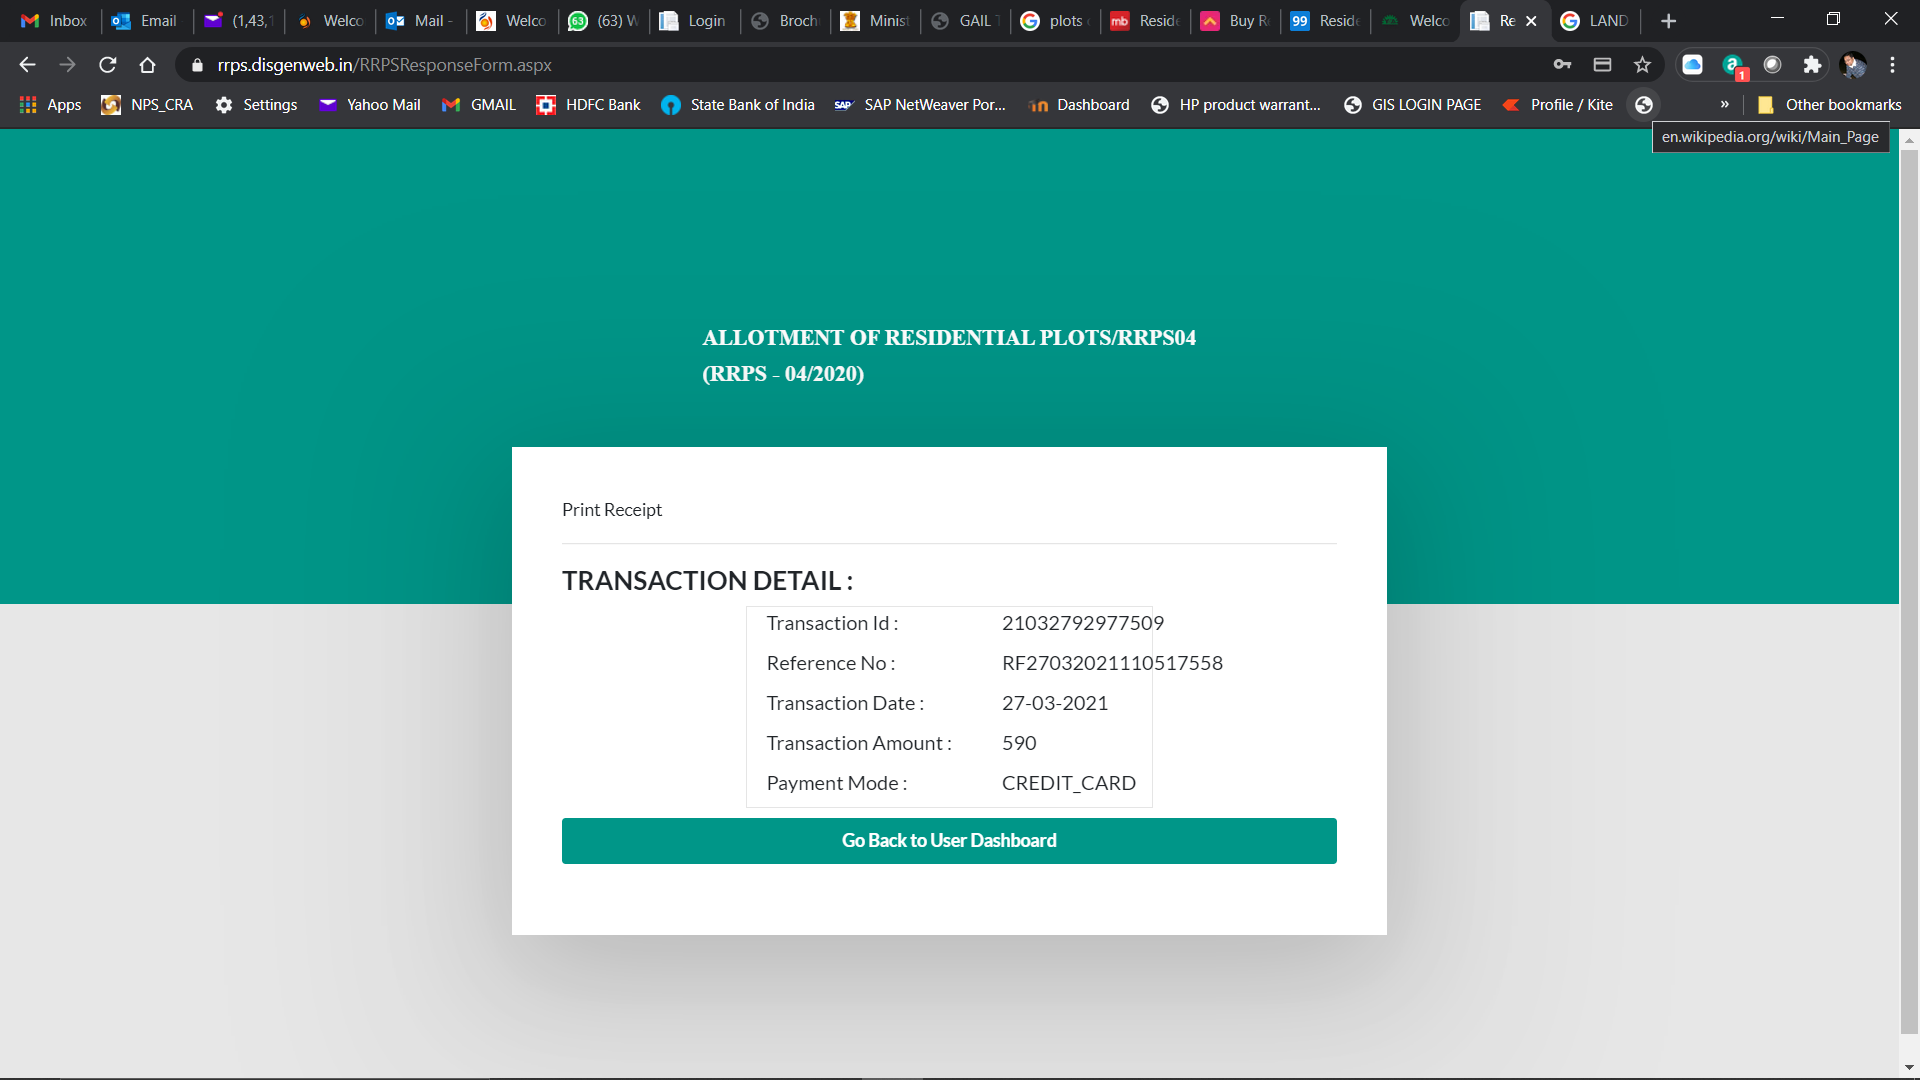 Inbox Email (1,43,1 Welco Mail - Welco (63) W Login Broch Minist GAIL T plots Reside Buy R Reside Welco Re LAND
rrps.disgenweb.in/RRPSResponseForm.aspx
1
Apps NPS_CRA Settings Yahoo Mail GMAIL HDFC Bank State Bank of India SAP NetWeaver Por... Dashboard HP product warrant... GIS LOGIN PAGE Profile / Kite » Other bookmarks
en.wikipedia.org/wiki/Main_Page
ALLOTMENT OF RESIDENTIAL PLOTS/RRPS04
(RRPS - 04/2020)
Print Receipt
TRANSACTION DETAIL :
Transaction Id : 21032792977509
Reference No : RF27032021110517558
Transaction Date : 27-03-2021
Transaction Amount : 590
Payment Mode : CREDIT_CARD
Go Back to User Dashboard